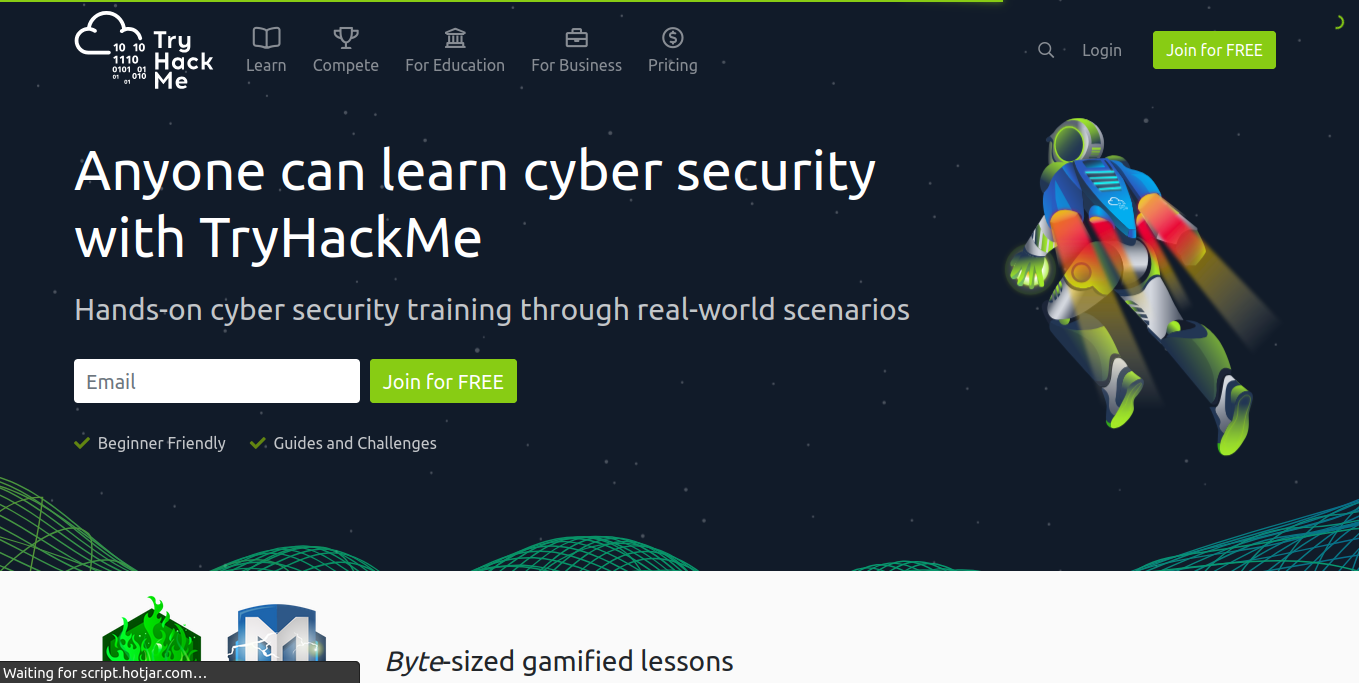 Try
Hack
Me
10 10
1110
0101 01
01 010
01
Learn
Compete
For Education
For Business
Pricing
Login
Join for FREE
Anyone can learn cyber security
with TryHackMe
Hands-on cyber security training through real-world scenarios
Email
Join for FREE
Beginner Friendly
Guides and Challenges
Byte-sized gamified lessons
Waiting for script.hotjar.com…